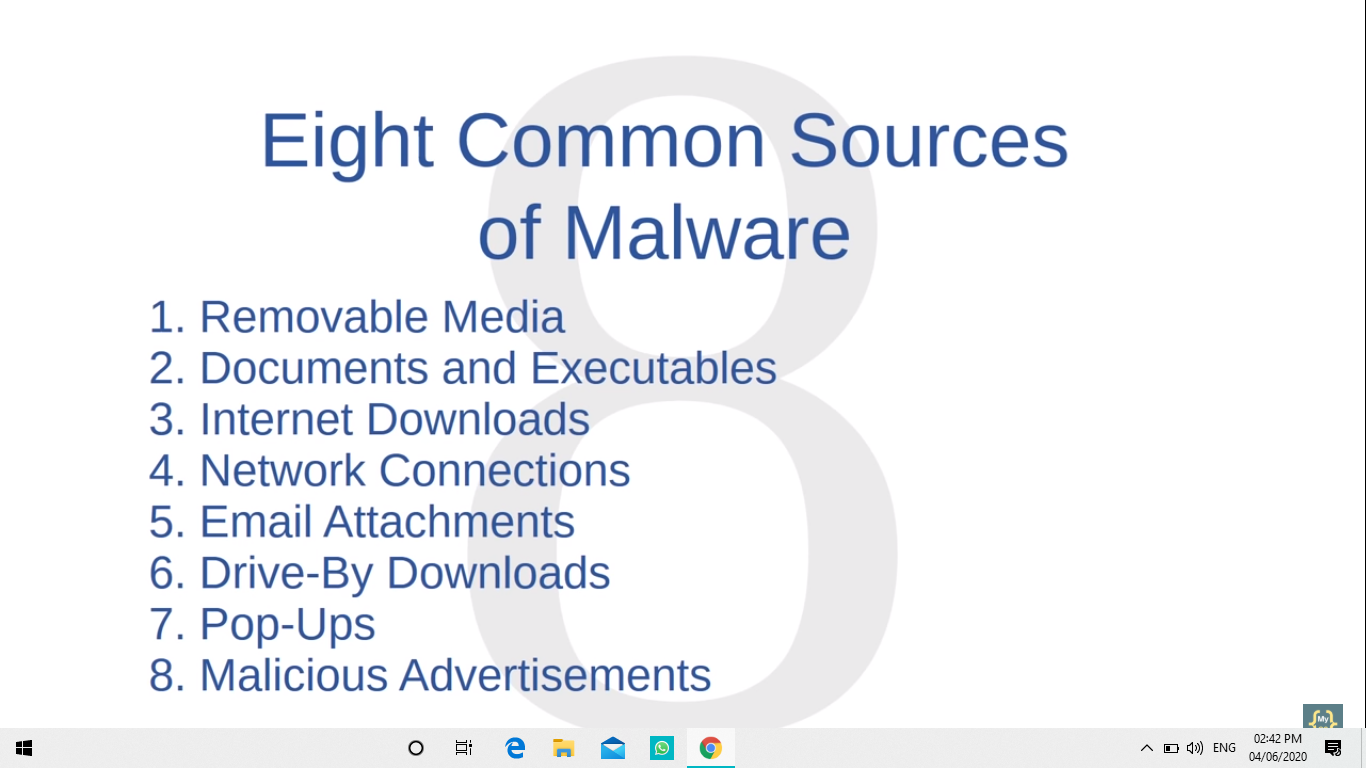 Eight Common Sources
of Malware
1. Removable Media
2. Documents and Executables
3. Internet Downloads
4. Network Connections
5. Email Attachments
6. Drive-By Downloads
7. Pop-Ups
8. Malicious Advertisements
8
{My}
ENG
02:42 PM
04/06/2020